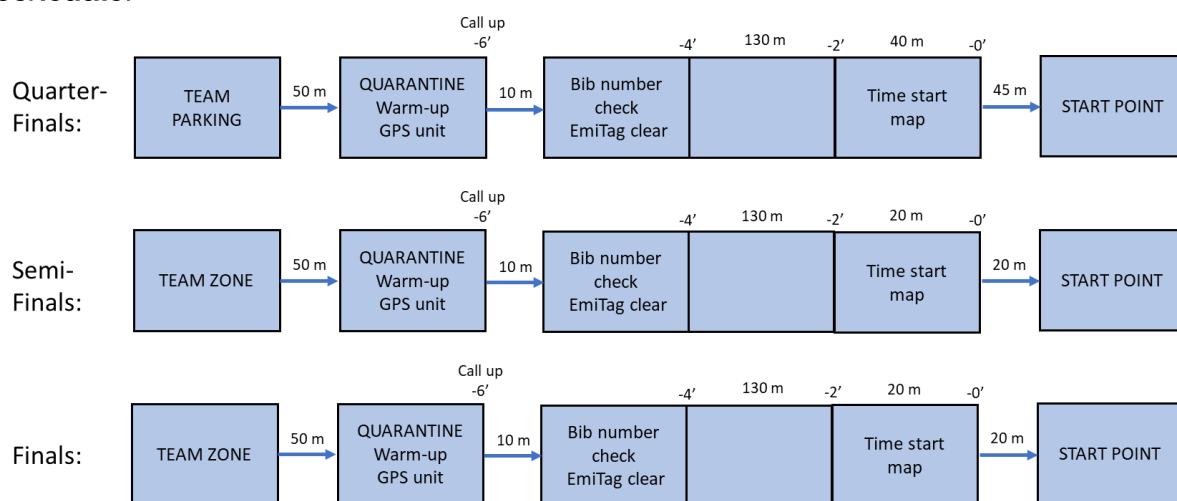 Call up
-6’ -4’ 130 m -2’ 40 m -0’
Quarter-
Finals:
TEAM
PARKING
50 m
QUARANTINE
Warm-up
GPS unit
10 m
Bib number
check
EmiTag clear
Time start
map
45 m
START POINT
Call up
-6’ -4’ 130 m -2’ 20 m -0’
Semi-
Finals:
TEAM ZONE
50 m
QUARANTINE
Warm-up
GPS unit
10 m
Bib number
check
EmiTag clear
Time start
map
20 m
START POINT
Call up
-6’ -4’ 130 m -2’ 20 m -0’
Finals:
TEAM ZONE
50 m
QUARANTINE
Warm-up
GPS unit
10 m
Bib number
check
EmiTag clear
Time start
map
20 m
START POINT